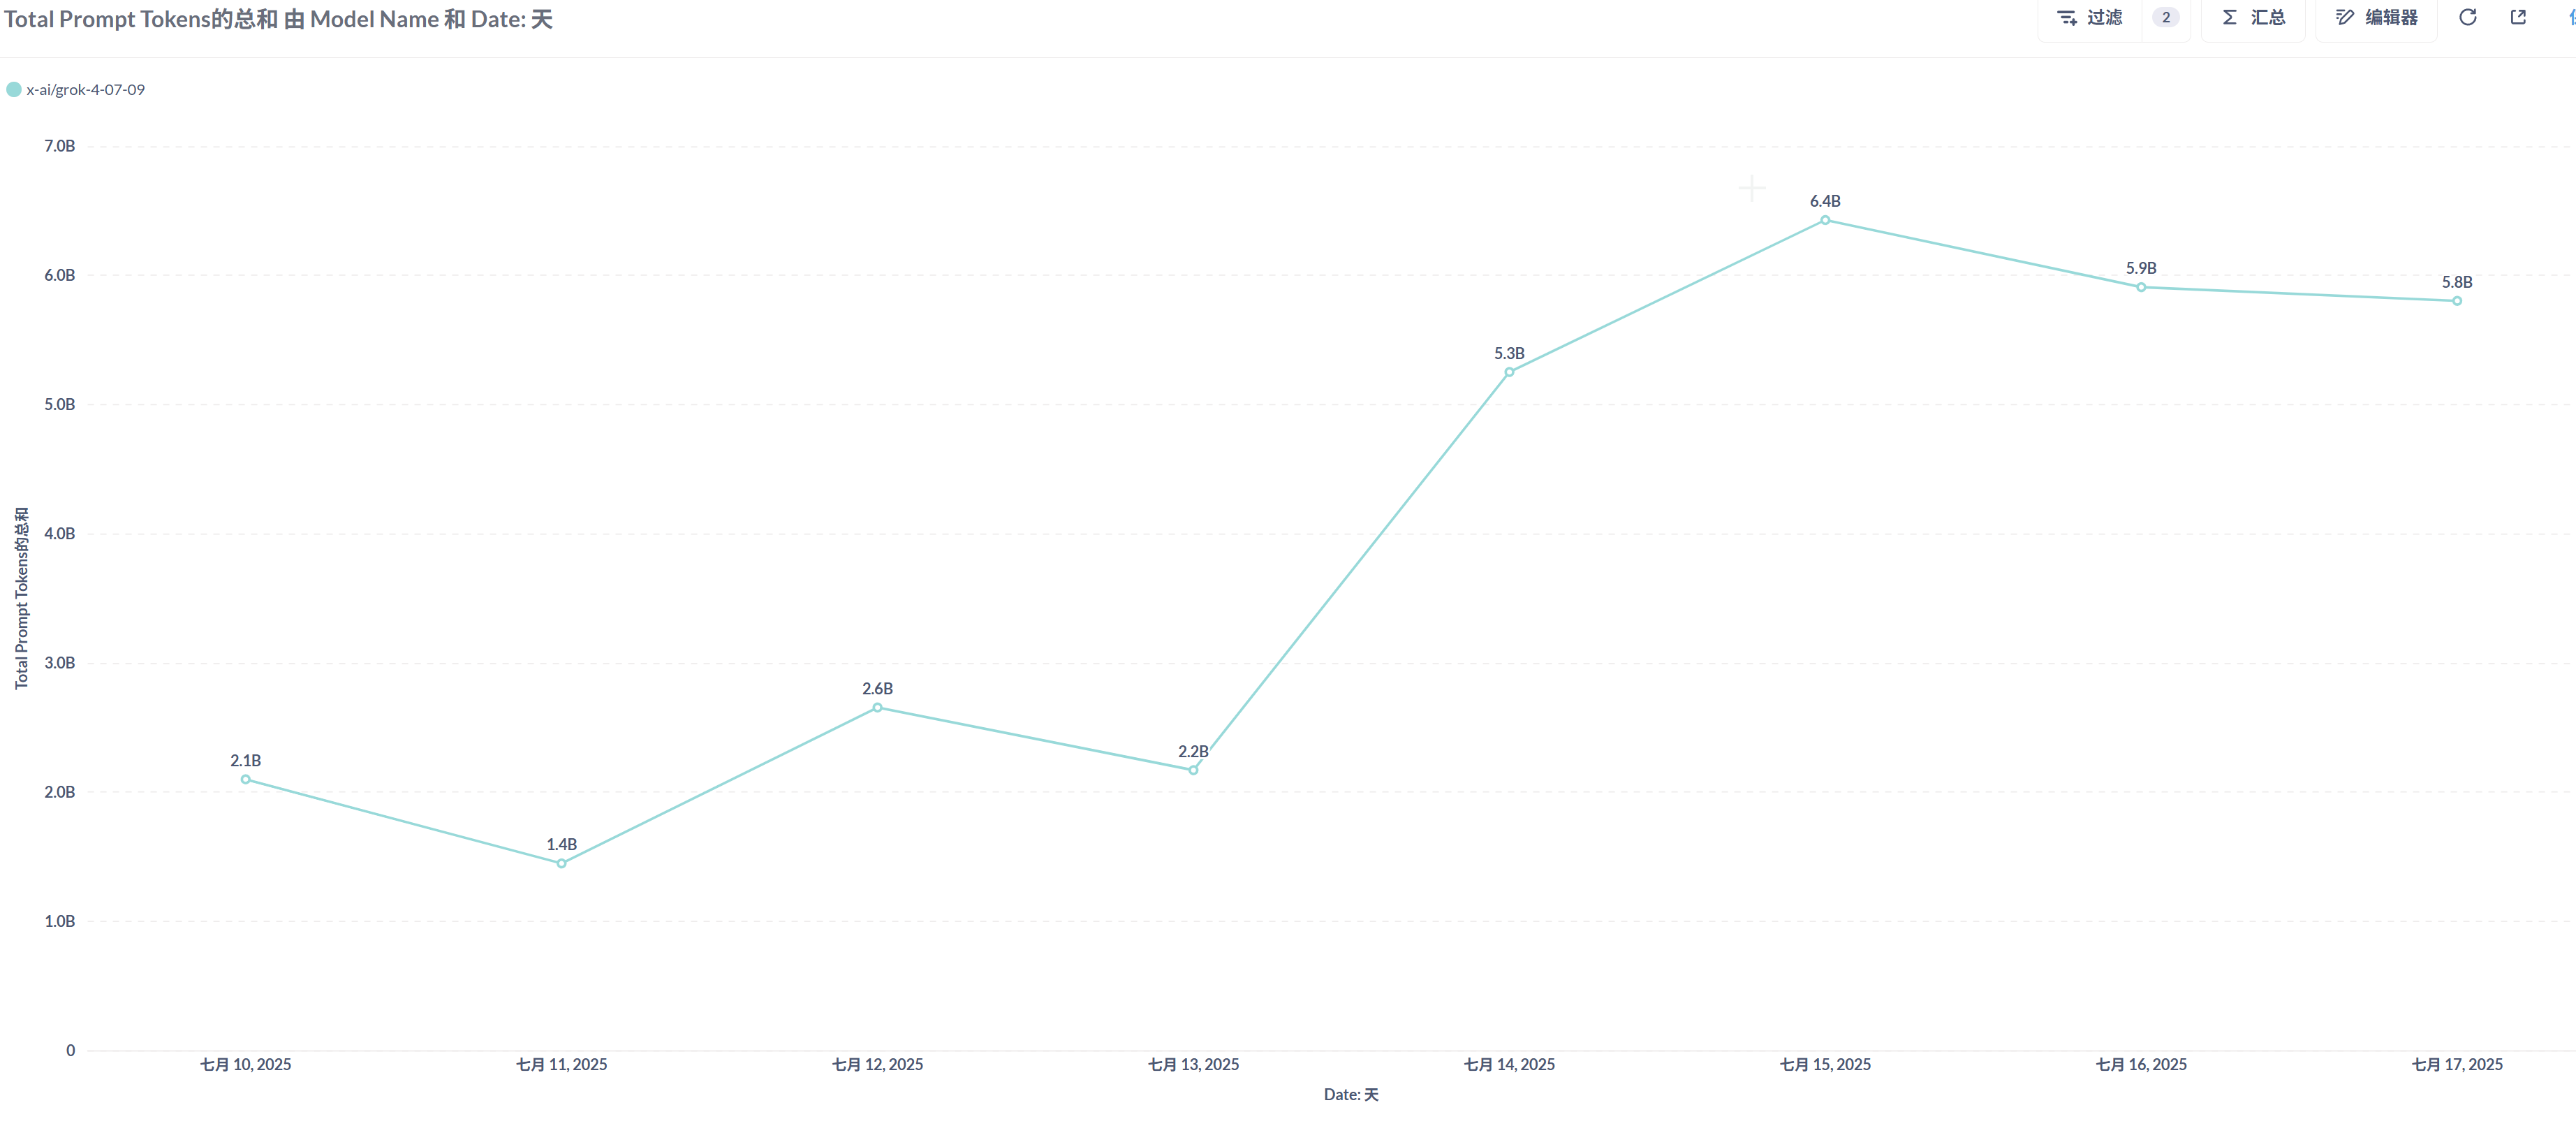 Total Prompt Tokens的总和 由 Model Name 和 Date: 天
过滤 2 汇总 编辑器
x-ai/grok-4-07-09
7.0B
6.0B
5.0B
4.0B
3.0B
2.0B
1.0B
0
Total Prompt Tokens的总和
2.1B
1.4B
2.6B
2.2B
5.3B
6.4B
5.9B
5.8B
七月 10, 2025
七月 11, 2025
七月 12, 2025
七月 13, 2025
七月 14, 2025
七月 15, 2025
七月 16, 2025
七月 17, 2025
Date: 天